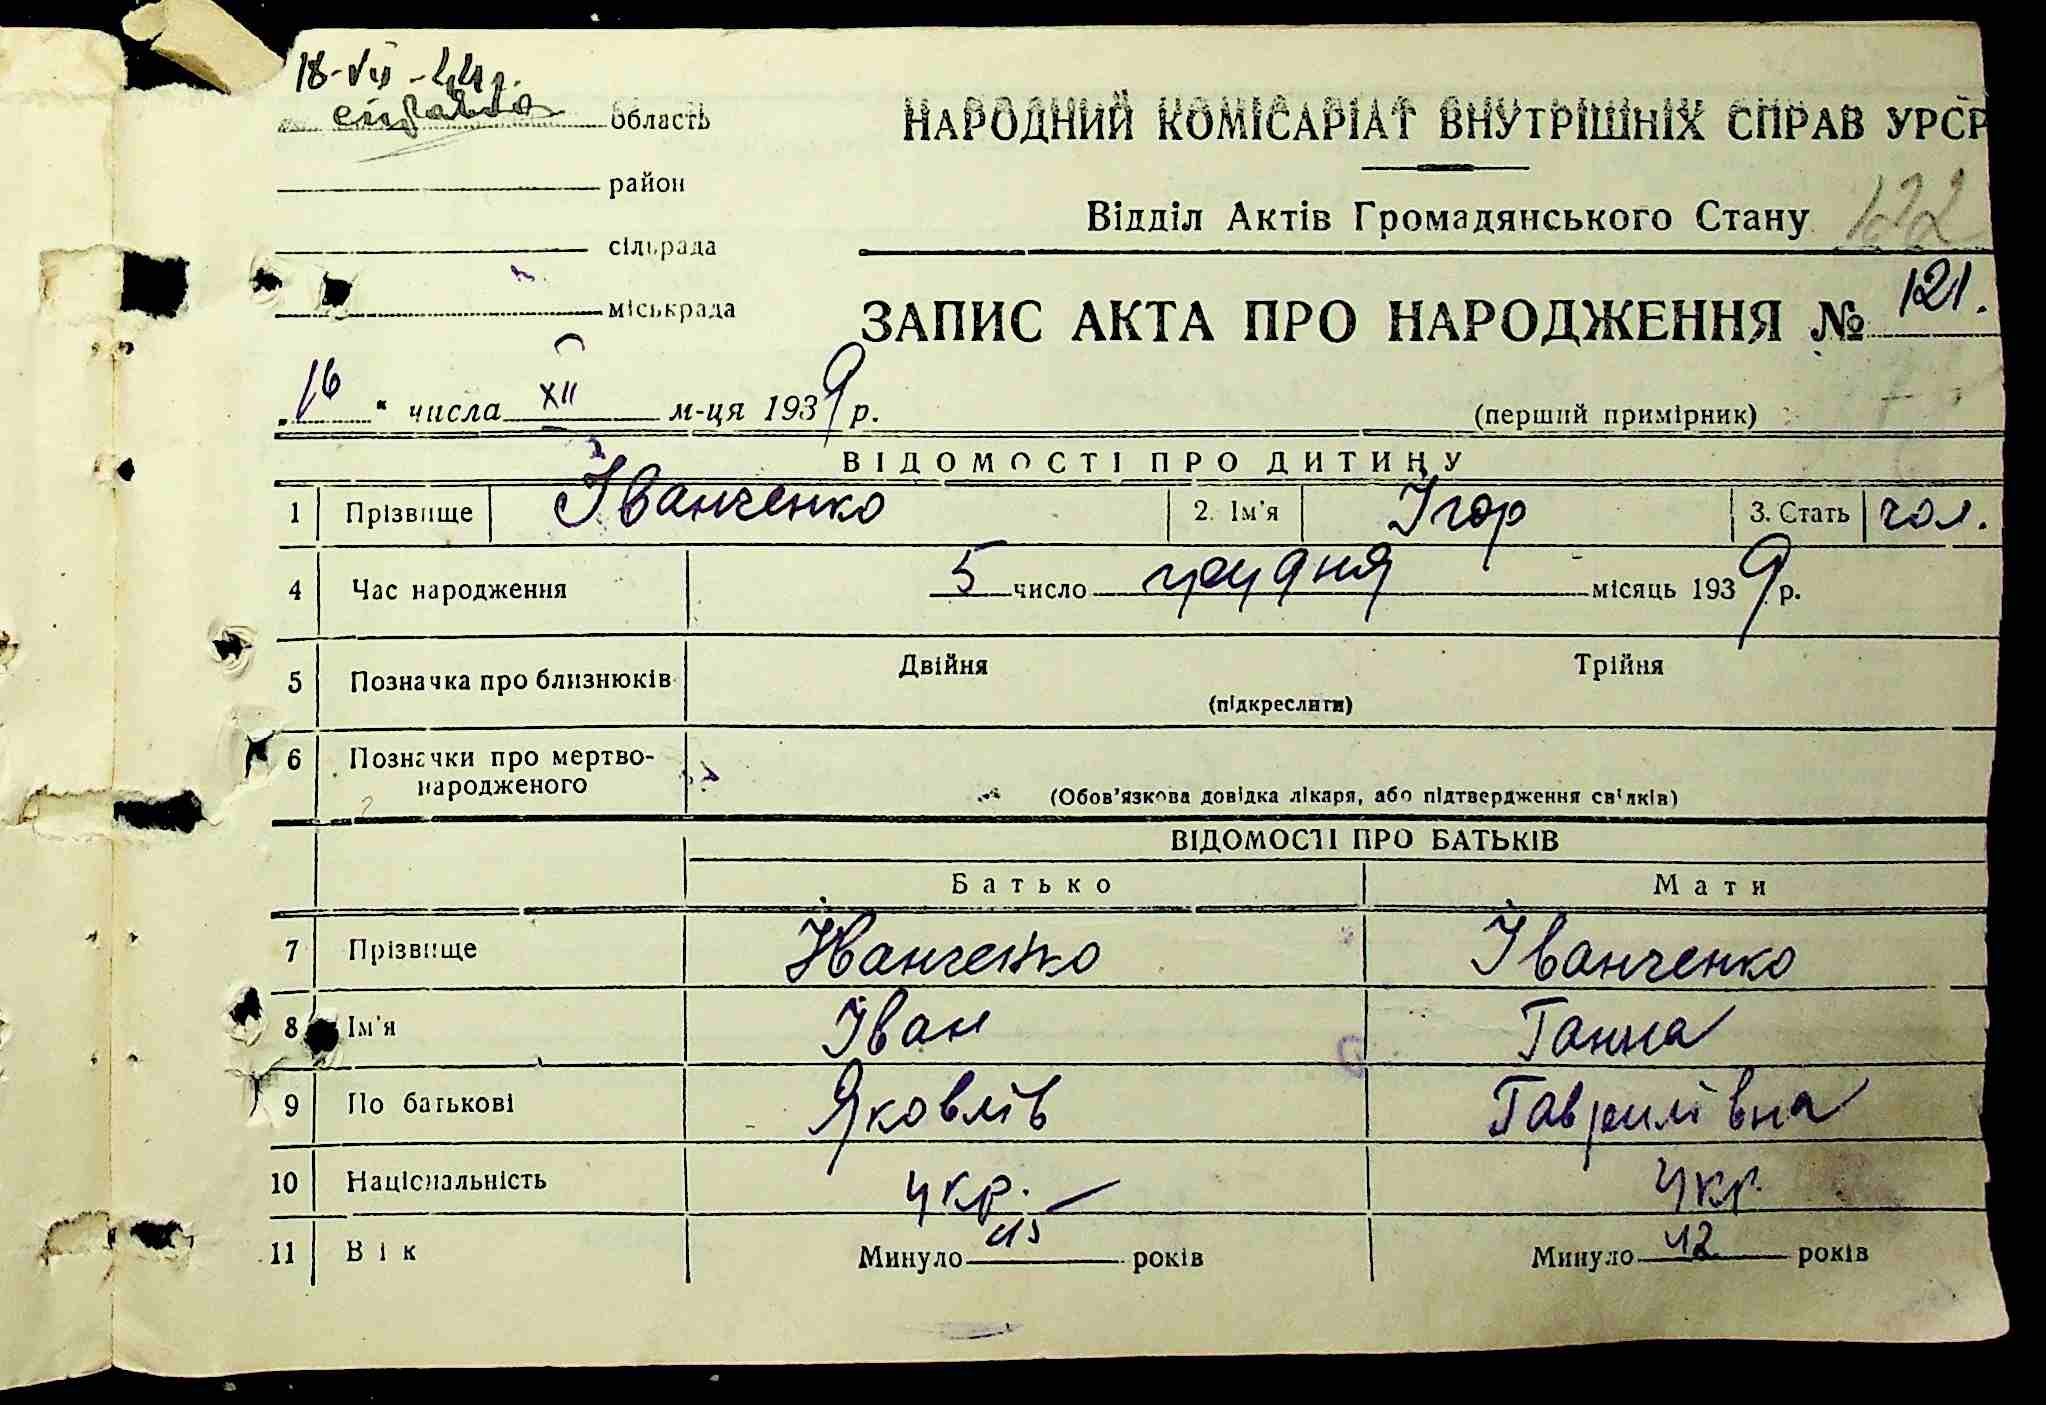 18-VII-44р.
справка область
НАРОДНИЙ КОМІСАРІАТ ВНУТРІШНІХ СПРАВ УРСР
район
Відділ Актів Громадянського Стану 122
сільрада
міськрада
ЗАПИС АКТА ПРО НАРОДЖЕННЯ № 121.
„16“ числа XII м-ця 1939 р.
(перший примірник)
ВІДОМОСТІ ПРО ДИТИНУ
1 Прізвище Іванченко 2. Ім'я Ігор 3. Стать чол.
4 Час народження 5 число грудня місяць 1939 р.
5 Позначка про близнюків Двійня Трійня
(підкреслити)
6 Позначки про мертво-
народженого
(Обов'язкова довідка лікаря, або підтвердження свідків)
ВІДОМОСТІ ПРО БАТЬКІВ
Батько Мати
7 Прізвище Іванченко Іванченко
8 Ім'я Іван Ганна
9 По батькові Яковлів Гаврилівна
10 Національність укр. укр.
11 Вік Минуло 45 років Минуло 42 років